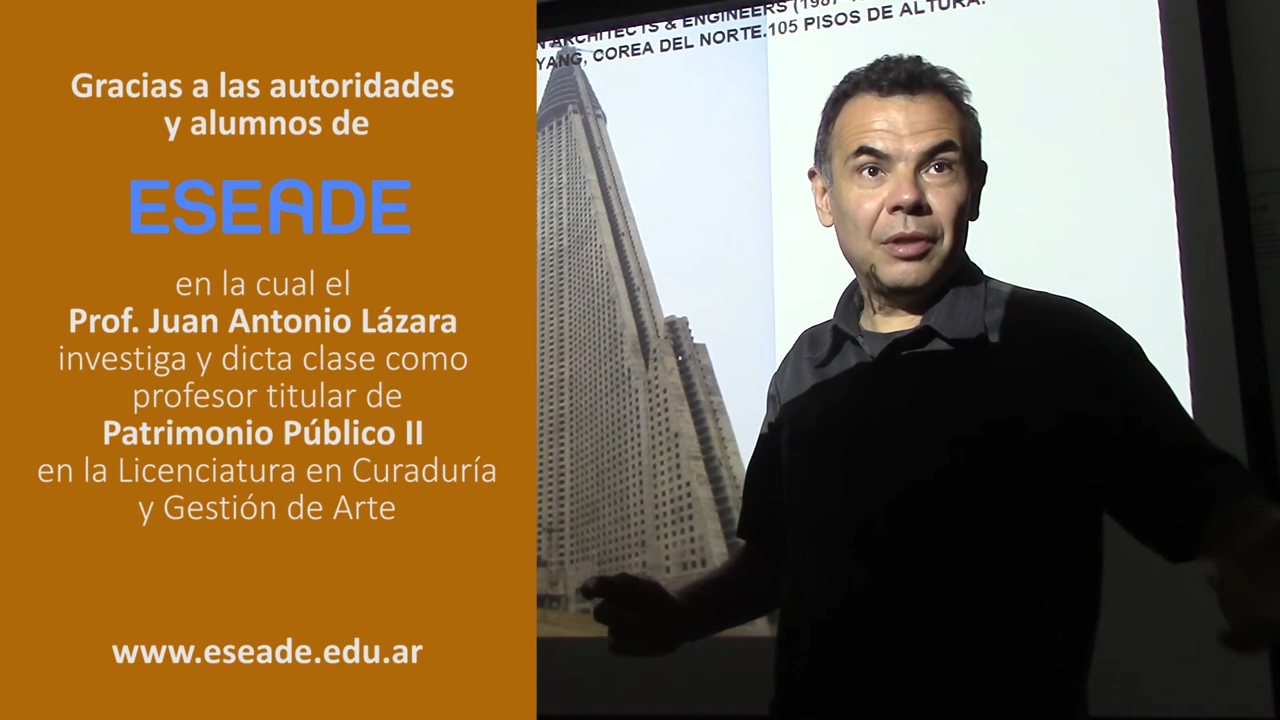 Gracias a las autoridades
y alumnos de
ESEADE
en la cual el
Prof. Juan Antonio Lázara
investiga y dicta clase como
profesor titular de
Patrimonio Público II
en la Licenciatura en Curaduría
y Gestión de Arte
www.eseade.edu.ar
ARCHITECTS & ENGINEERS (1987
YANG, COREA DEL NORTE.105 PISOS DE ALTURA.